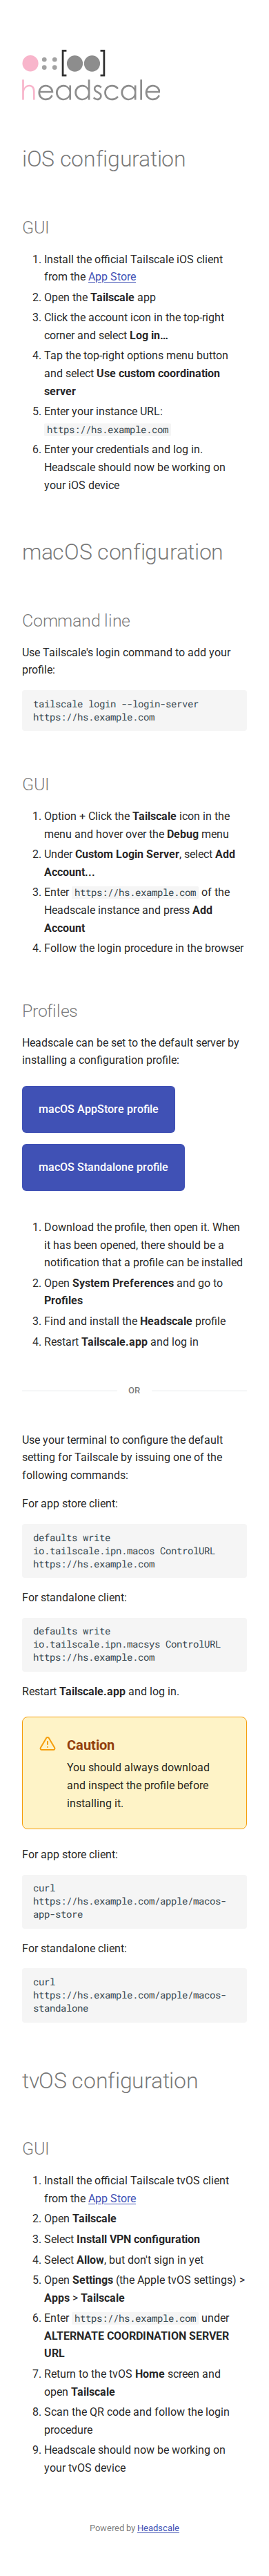 headscale
iOS configuration
GUI
1. Install the official Tailscale iOS client
from the App Store
2. Open the Tailscale app
3. Click the account icon in the top-right
corner and select Log in…
4. Tap the top-right options menu button
and select Use custom coordination
server
5. Enter your instance URL:
https://hs.example.com
6. Enter your credentials and log in.
Headscale should now be working on
your iOS device
macOS configuration
Command line
Use Tailscale's login command to add your
profile:
tailscale login --login-server
https://hs.example.com
GUI
1. Option + Click the Tailscale icon in the
menu and hover over the Debug menu
2. Under Custom Login Server, select Add
Account...
3. Enter https://hs.example.com of the
Headscale instance and press Add
Account
4. Follow the login procedure in the browser
Profiles
Headscale can be set to the default server by
installing a configuration profile:
macOS AppStore profile
macOS Standalone profile
1. Download the profile, then open it. When
it has been opened, there should be a
notification that a profile can be installed
2. Open System Preferences and go to
Profiles
3. Find and install the Headscale profile
4. Restart Tailscale.app and log in
OR
Use your terminal to configure the default
setting for Tailscale by issuing one of the
following commands:
For app store client:
defaults write
io.tailscale.ipn.macos ControlURL
https://hs.example.com
For standalone client:
defaults write
io.tailscale.ipn.macsys ControlURL
https://hs.example.com
Restart Tailscale.app and log in.
Caution
You should always download
and inspect the profile before
installing it.
For app store client:
curl
https://hs.example.com/apple/macos-
app-store
For standalone client:
curl
https://hs.example.com/apple/macos-
standalone
tvOS configuration
GUI
1. Install the official Tailscale tvOS client
from the App Store
2. Open Tailscale
3. Select Install VPN configuration
4. Select Allow, but don't sign in yet
5. Open Settings (the Apple tvOS settings) >
Apps > Tailscale
6. Enter https://hs.example.com under
ALTERNATE COORDINATION SERVER
URL
7. Return to the tvOS Home screen and
open Tailscale
8. Scan the QR code and follow the login
procedure
9. Headscale should now be working on
your tvOS device
Powered by Headscale